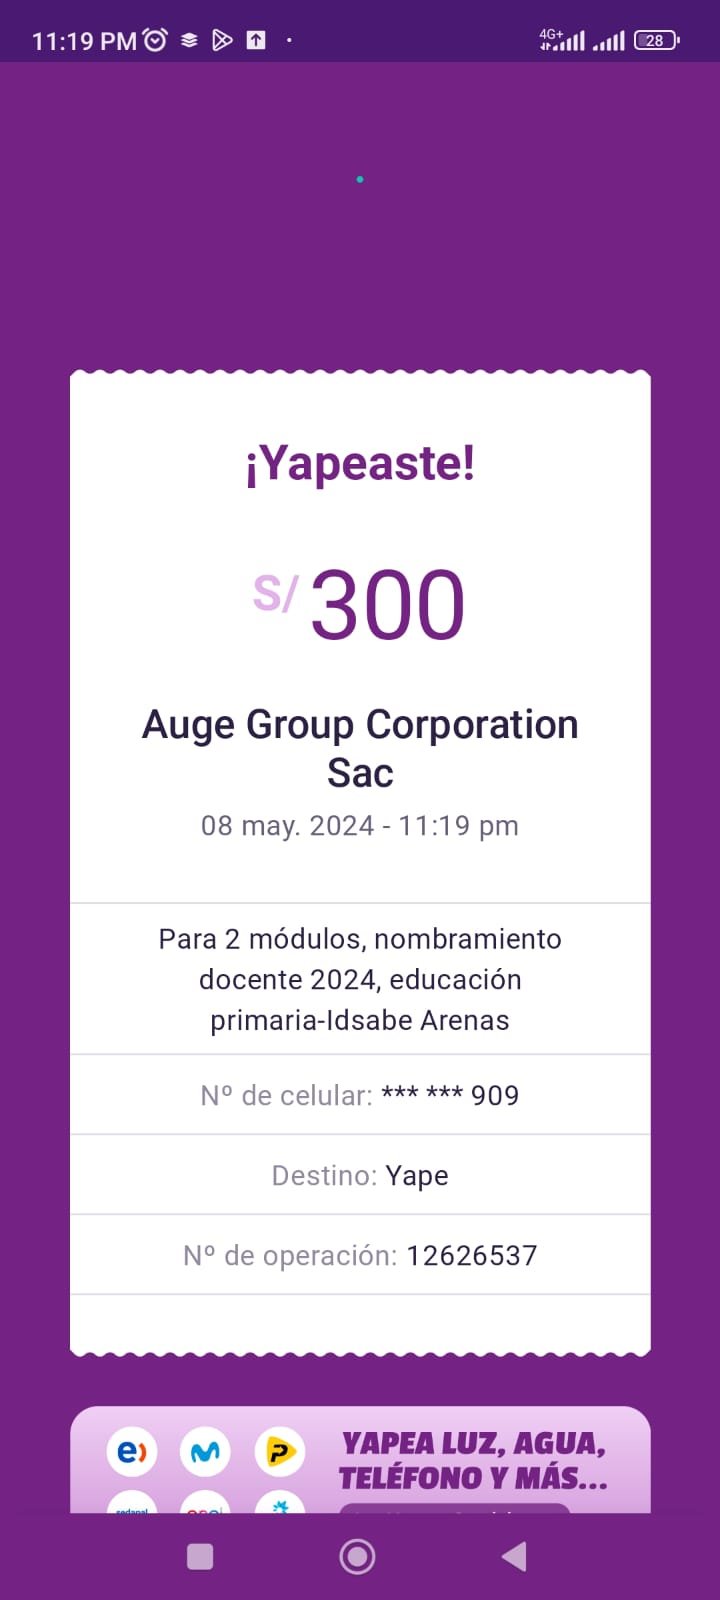 11:19 PM
4G+
28
¡Yapeaste!
S/ 300
Auge Group Corporation
Sac
08 may. 2024 - 11:19 pm
Para 2 módulos, nombramiento
docente 2024, educación
primaria-Idsabe Arenas
Nº de celular: *** *** 909
Destino: Yape
Nº de operación: 12626537
e)
P
YAPEA LUZ, AGUA,
TELÉFONO Y MÁS...
sedapal